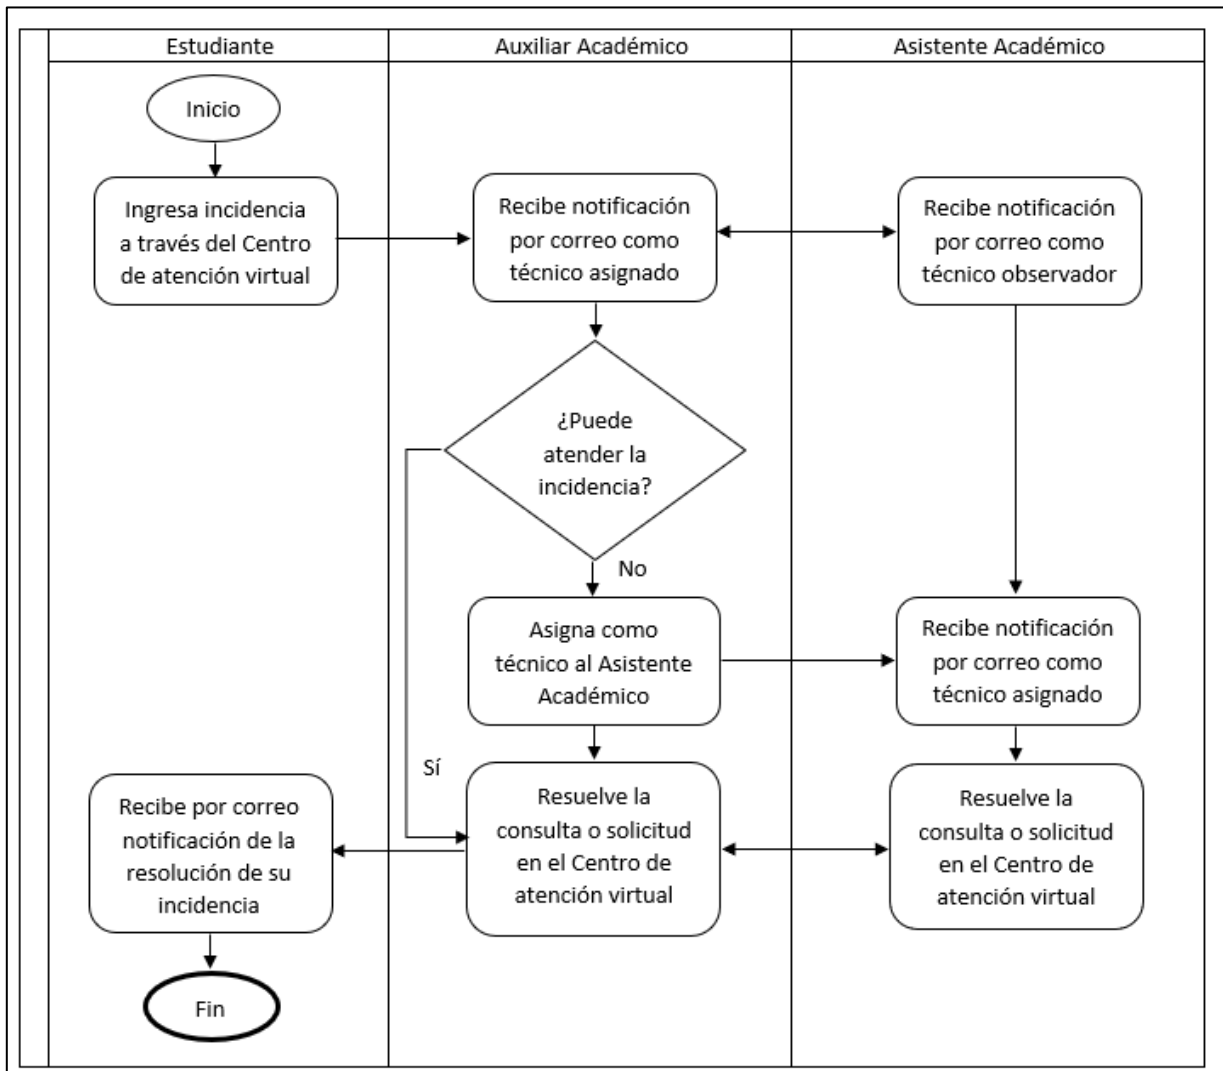 Estudiante
Auxiliar Académico
Asistente Académico
Inicio
Ingresa incidencia
a través del Centro
de atención virtual
Recibe notificación
por correo como
técnico asignado
Recibe notificación
por correo como
técnico observador
¿Puede
atender la
incidencia?
No
Asigna como
técnico al Asistente
Académico
Recibe notificación
por correo como
técnico asignado
Sí
Recibe por correo
notificación de la
resolución de su
incidencia
Resuelve la
consulta o solicitud
en el Centro de
atención virtual
Resuelve la
consulta o solicitud
en el Centro de
atención virtual
Fin